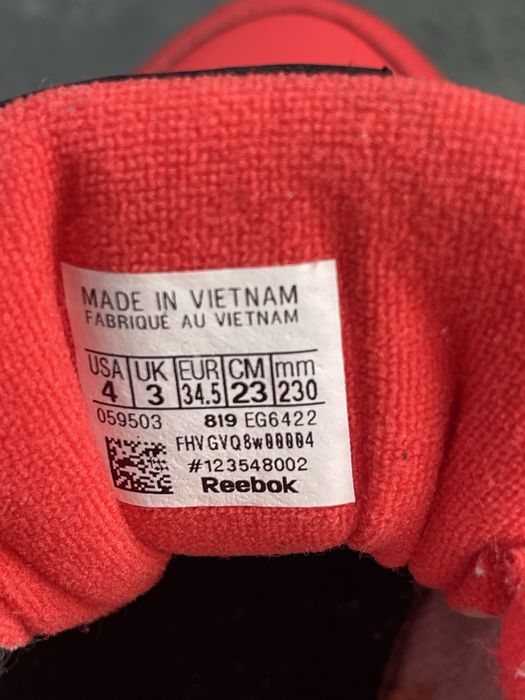 MADE IN VIETNAM
FABRIQUÉ AU VIETNAM
USA UK EUR CM mm
4 3 34.5 23 230
059503 819 EG6422
FHVGVQ8w00004
#123548002
Reebok